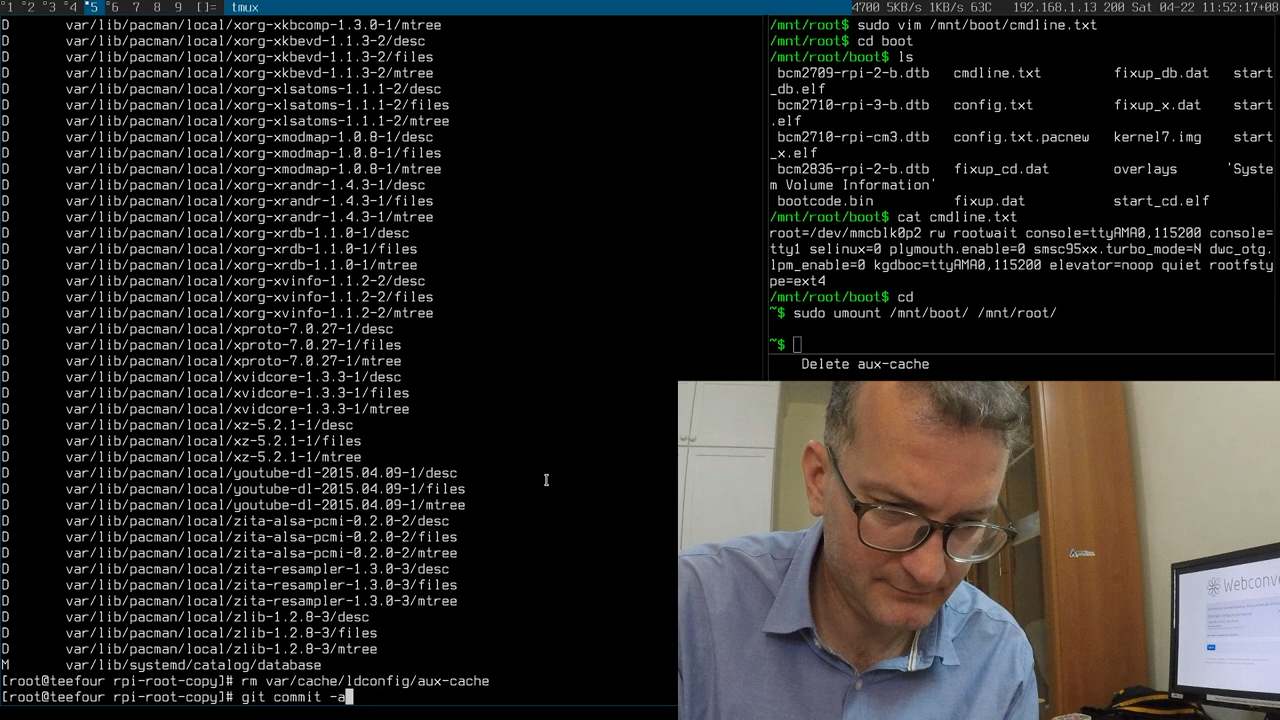 1 2 3 4 5 6 7 8 9 []= tmux 4700 5KB/s 1KB/s 63C 192.168.1.13 200 Sat 04-22 11:52:17+08
D var/lib/pacman/local/xorg-xkbcomp-1.3.0-1/mtree
D var/lib/pacman/local/xorg-xkbevd-1.1.3-2/desc
D var/lib/pacman/local/xorg-xkbevd-1.1.3-2/files
D var/lib/pacman/local/xorg-xkbevd-1.1.3-2/mtree
D var/lib/pacman/local/xorg-xlsatoms-1.1.1-2/desc
D var/lib/pacman/local/xorg-xlsatoms-1.1.1-2/files
D var/lib/pacman/local/xorg-xlsatoms-1.1.1-2/mtree
D var/lib/pacman/local/xorg-xmodmap-1.0.8-1/desc
D var/lib/pacman/local/xorg-xmodmap-1.0.8-1/files
D var/lib/pacman/local/xorg-xmodmap-1.0.8-1/mtree
D var/lib/pacman/local/xorg-xrandr-1.4.3-1/desc
D var/lib/pacman/local/xorg-xrandr-1.4.3-1/files
D var/lib/pacman/local/xorg-xrandr-1.4.3-1/mtree
D var/lib/pacman/local/xorg-xrdb-1.1.0-1/desc
D var/lib/pacman/local/xorg-xrdb-1.1.0-1/files
D var/lib/pacman/local/xorg-xrdb-1.1.0-1/mtree
D var/lib/pacman/local/xorg-xvinfo-1.1.2-2/desc
D var/lib/pacman/local/xorg-xvinfo-1.1.2-2/files
D var/lib/pacman/local/xorg-xvinfo-1.1.2-2/mtree
D var/lib/pacman/local/xproto-7.0.27-1/desc
D var/lib/pacman/local/xproto-7.0.27-1/files
D var/lib/pacman/local/xproto-7.0.27-1/mtree
D var/lib/pacman/local/xvidcore-1.3.3-1/desc
D var/lib/pacman/local/xvidcore-1.3.3-1/files
D var/lib/pacman/local/xvidcore-1.3.3-1/mtree
D var/lib/pacman/local/xz-5.2.1-1/desc
D var/lib/pacman/local/xz-5.2.1-1/files
D var/lib/pacman/local/xz-5.2.1-1/mtree
D var/lib/pacman/local/youtube-dl-2015.04.09-1/desc
D var/lib/pacman/local/youtube-dl-2015.04.09-1/files
D var/lib/pacman/local/youtube-dl-2015.04.09-1/mtree
D var/lib/pacman/local/zita-alsa-pcmi-0.2.0-2/desc
D var/lib/pacman/local/zita-alsa-pcmi-0.2.0-2/files
D var/lib/pacman/local/zita-alsa-pcmi-0.2.0-2/mtree
D var/lib/pacman/local/zita-resampler-1.3.0-3/desc
D var/lib/pacman/local/zita-resampler-1.3.0-3/files
D var/lib/pacman/local/zita-resampler-1.3.0-3/mtree
D var/lib/pacman/local/zlib-1.2.8-3/desc
D var/lib/pacman/local/zlib-1.2.8-3/files
D var/lib/pacman/local/zlib-1.2.8-3/mtree
M var/lib/systemd/catalog/database
[root@teefour rpi-root-copy]# rm var/cache/ldconfig/aux-cache
[root@teefour rpi-root-copy]# git commit -a
/mnt/root$ sudo vim /mnt/boot/cmdline.txt
/mnt/root$ cd boot
/mnt/root/boot$ ls
bcm2709-rpi-2-b.dtb cmdline.txt fixup_db.dat start
_db.elf
bcm2710-rpi-3-b.dtb config.txt fixup_x.dat start
.elf
bcm2710-rpi-cm3.dtb config.txt.pacnew kernel7.img start
_x.elf
bcm2836-rpi-2-b.dtb fixup_cd.dat overlays 'Syste
m Volume Information'
bootcode.bin fixup.dat start_cd.elf
/mnt/root/boot$ cat cmdline.txt
root=/dev/mmcblk0p2 rw rootwait console=ttyAMA0,115200 console=
tty1 selinux=0 plymouth.enable=0 smsc95xx.turbo_mode=N dwc_otg.
lpm_enable=0 kgdboc=ttyAMA0,115200 elevator=noop quiet rootfsty
pe=ext4
/mnt/root/boot$ cd
~$ sudo umount /mnt/boot/ /mnt/root/
~$
Delete aux-cache
Webconv